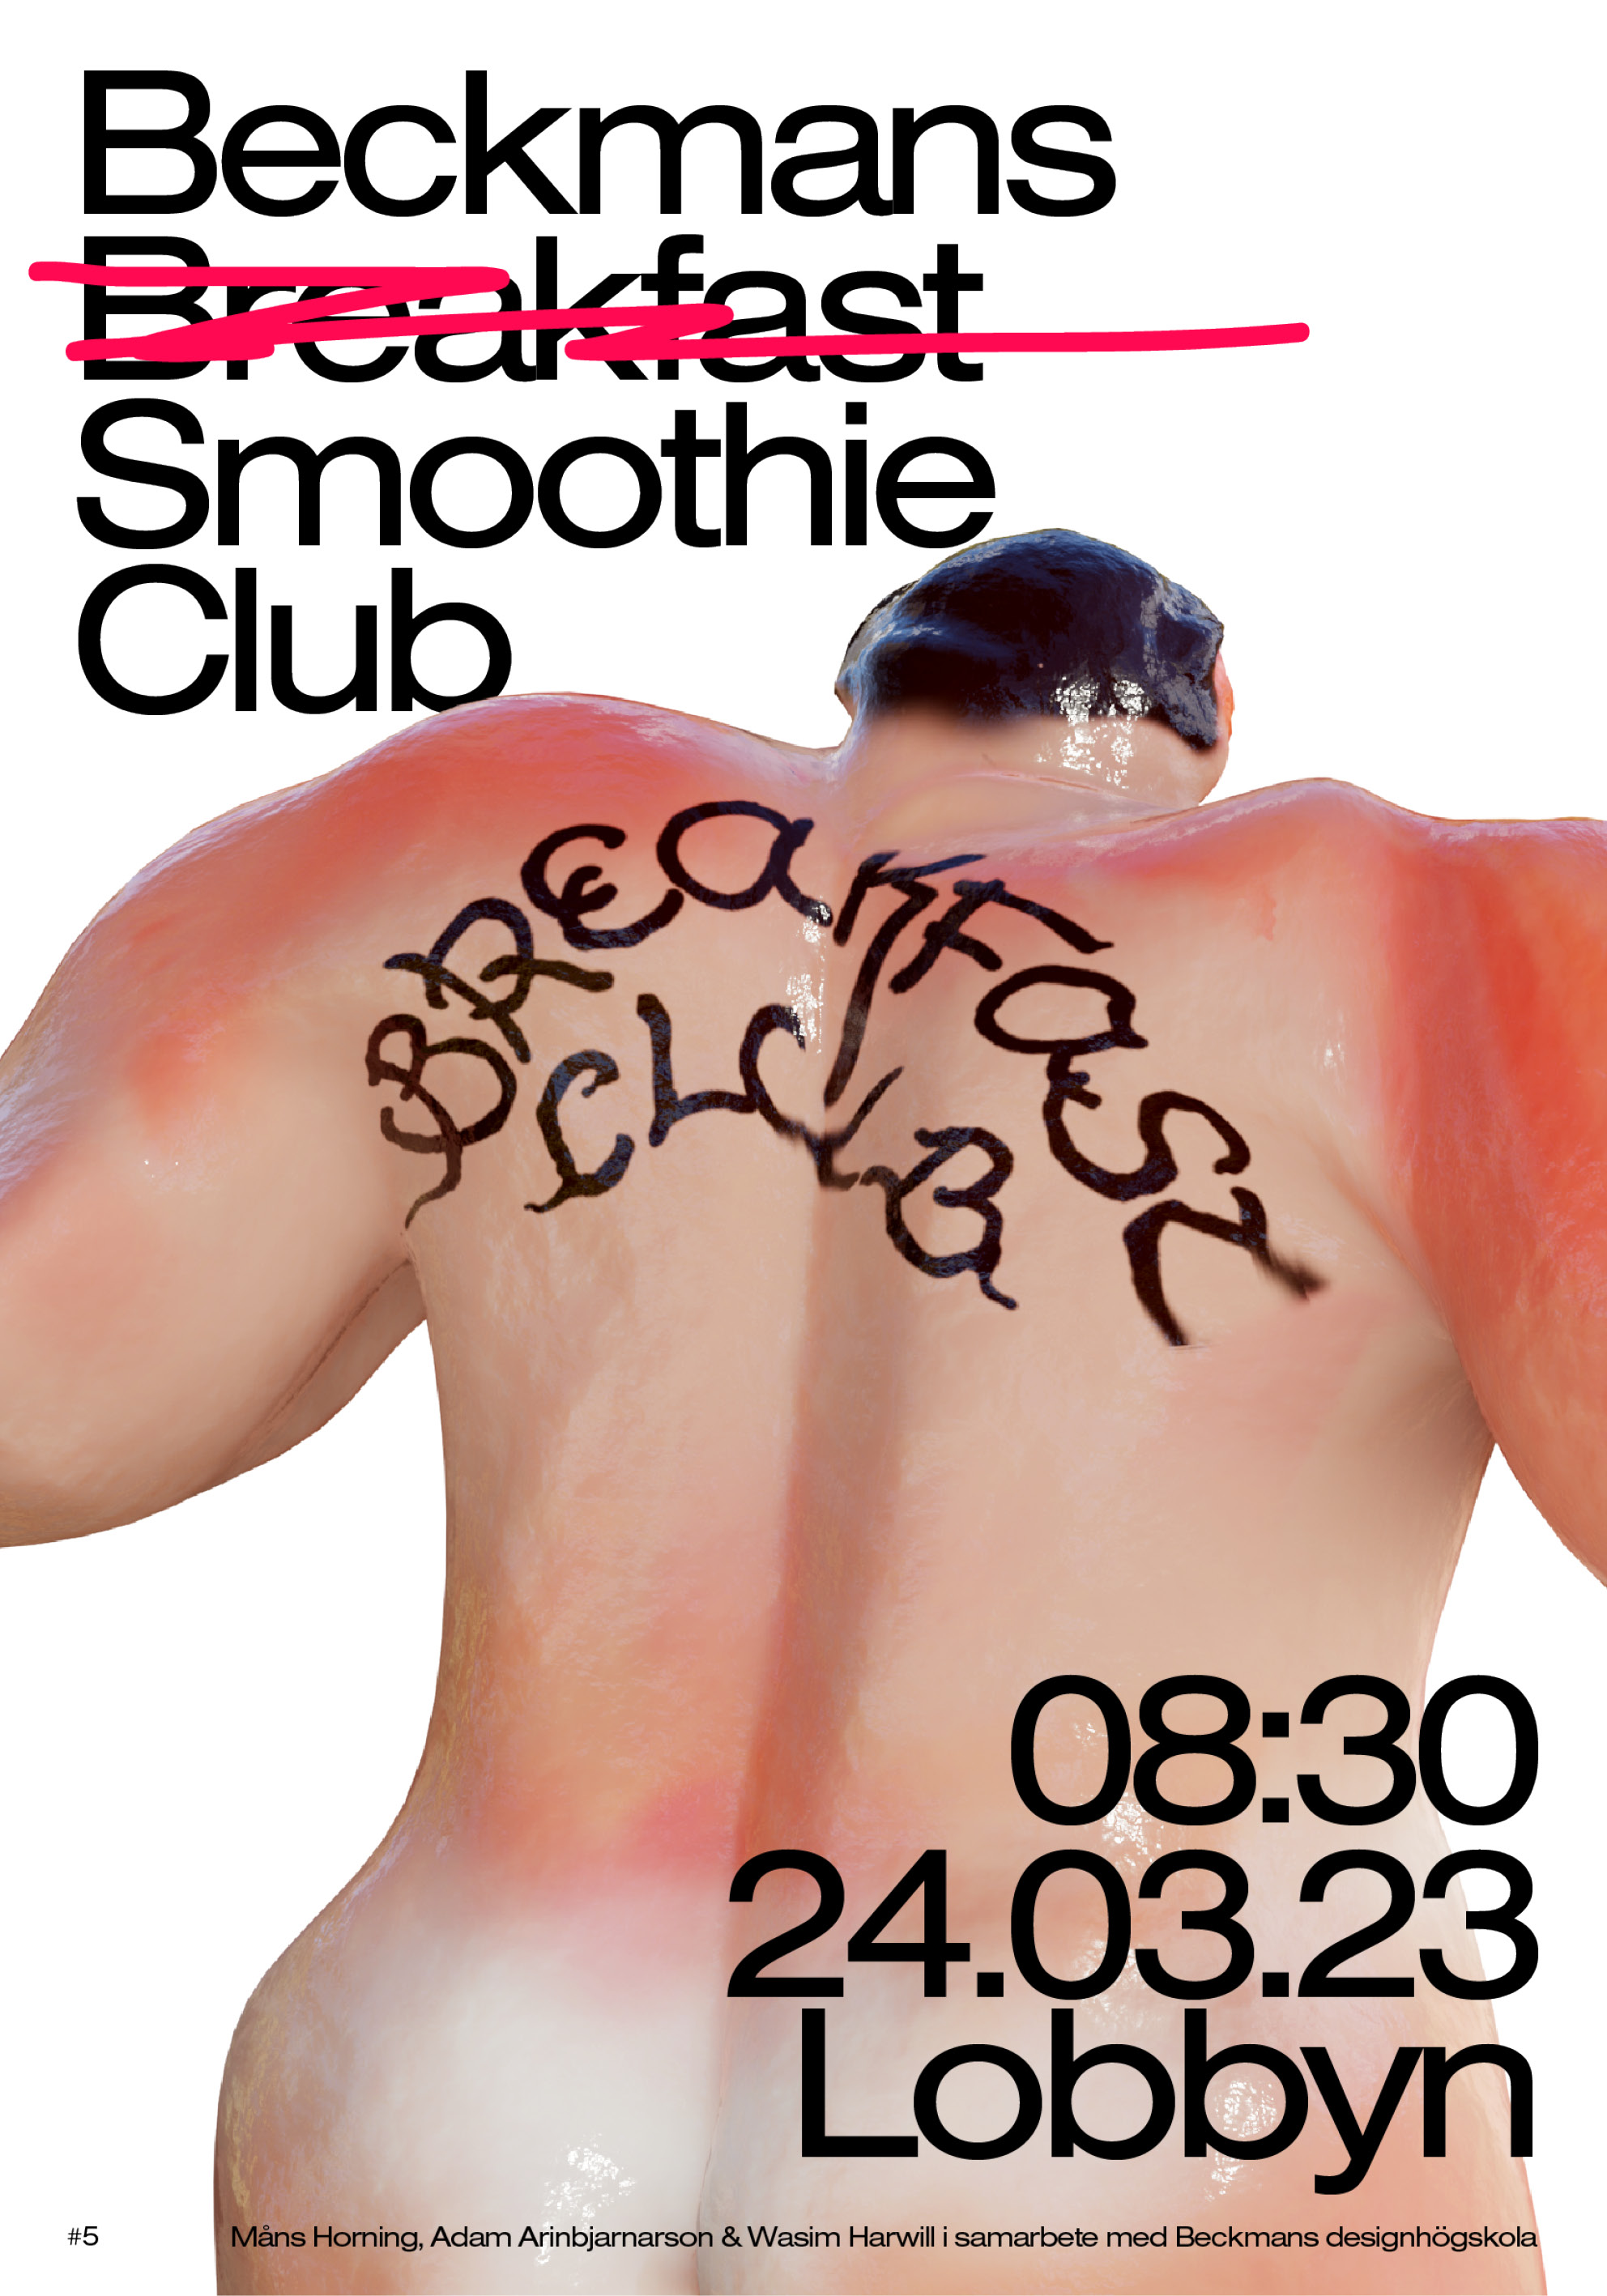 Beckmans
Breakfast
Smoothie
Club
BREAKFAST
CLUB
08:30
24.03.23
Lobbyn
#5
Måns Horning, Adam Arinbjarnarson & Wasim Harwill i samarbete med Beckmans designhögskola